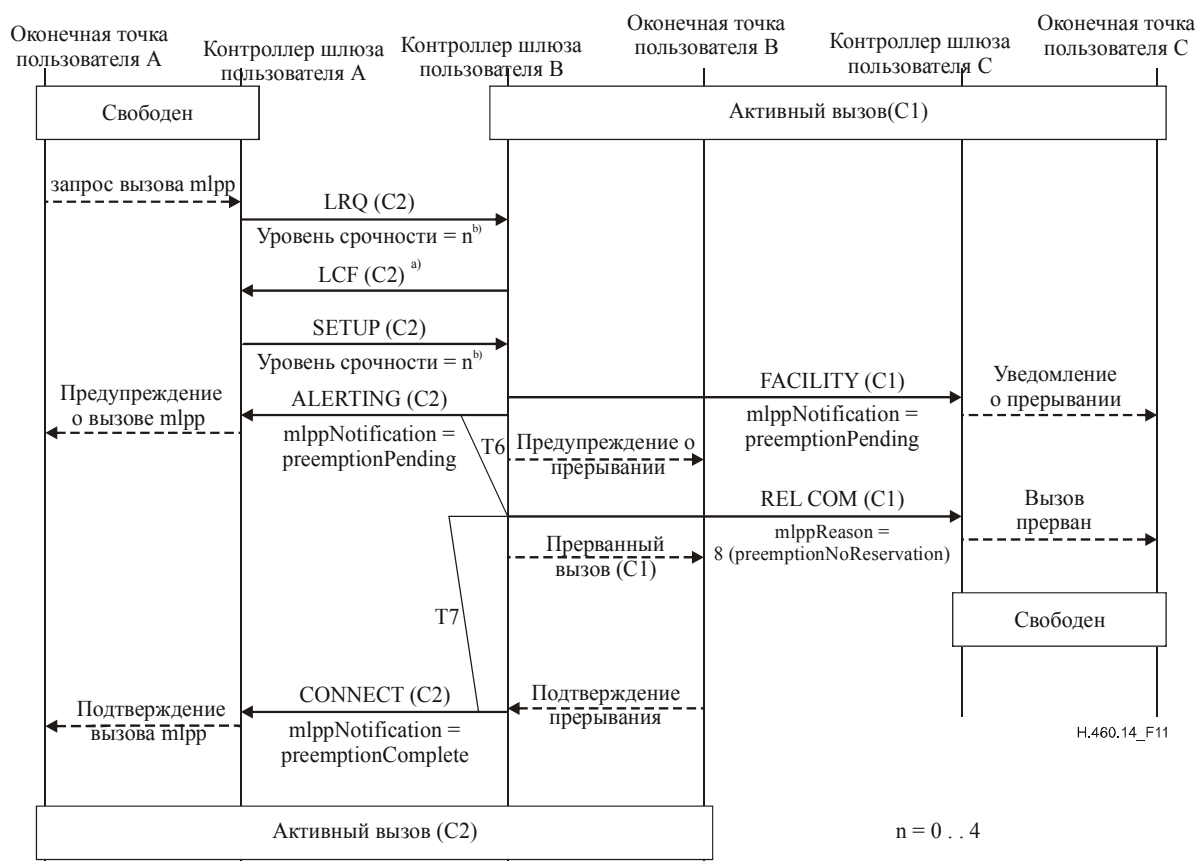 Оконечная точка
пользователя A
Контроллер шлюза
пользователя A
Контроллер шлюза
пользователя B
Оконечная точка
пользователя B
Контроллер шлюза
пользователя C
Оконечная точка
пользователя C
Свободен
Активный вызов(C1)
запрос вызова mlpp
LRQ (C2)
Уровень срочности = n b)
LCF (C2) a)
SETUP (C2)
Уровень срочности = n b)
Предупреждение
о вызове mlpp
ALERTING (C2)
mlppNotification =
preemptionPending
T6
Предупреждение о
прерывании
FACILITY (C1)
mlppNotification =
preemptionPending
Уведомление
о прерывании
REL COM (C1)
mlppReason =
8 (preemptionNoReservation)
Вызов
прерван
Прерванный
вызов (C1)
T7
Свободен
Подтверждение
вызова mlpp
CONNECT (C2)
mlppNotification =
preemptionComplete
Подтверждение
прерывания
H.460.14_F11
Активный вызов (C2)
n = 0 . . 4